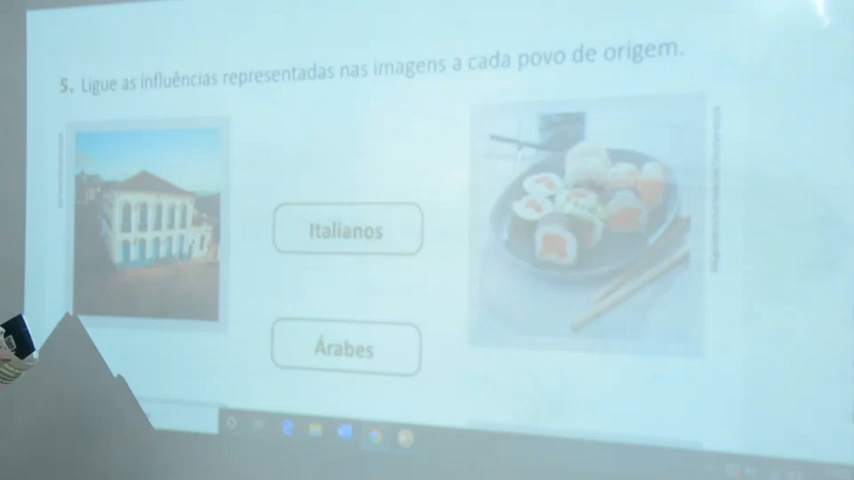 5. Ligue as influências representadas nas imagens a cada povo de origem.
Italianos
Árabes